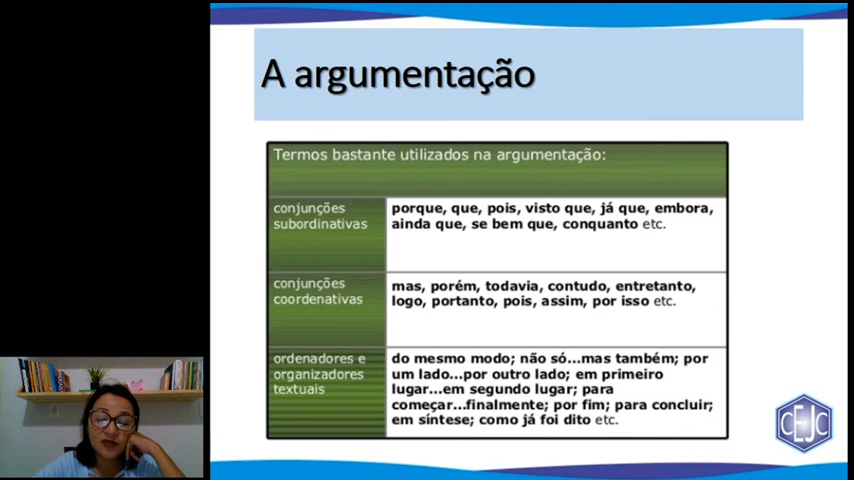 A argumentação
Termos bastante utilizados na argumentação:
conjunções
subordinativas
porque, que, pois, visto que, já que, embora,
ainda que, se bem que, conquanto etc.
conjunções
coordenativas
mas, porém, todavia, contudo, entretanto,
logo, portanto, pois, assim, por isso etc.
ordenadores e
organizadores
textuais
do mesmo modo; não só...mas também; por
um lado...por outro lado; em primeiro
lugar...em segundo lugar; para
começar...finalmente; por fim; para concluir;
em síntese; como já foi dito etc.
CEJC